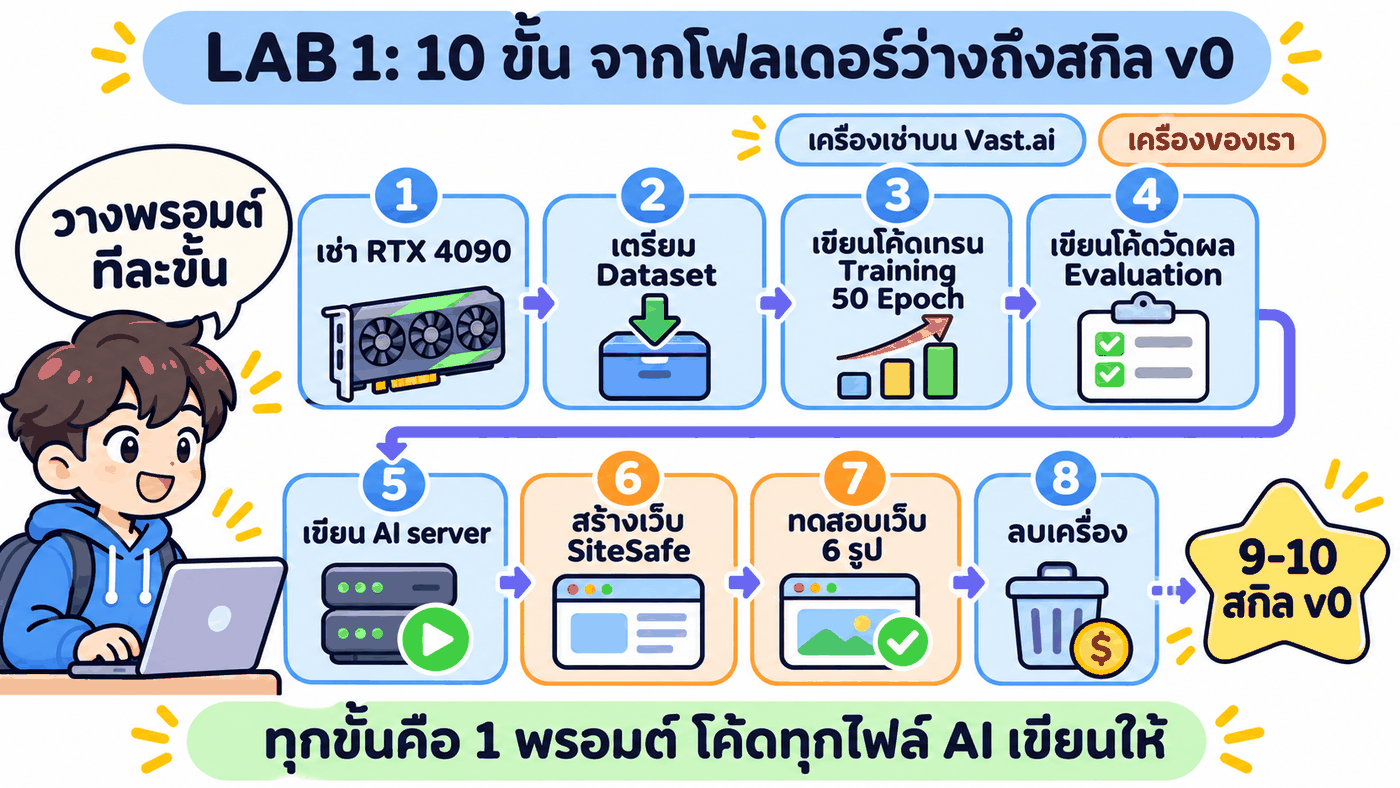 LAB 1: 10 ขั้น จากโฟลเดอร์ว่างถึงสกิล v0
เครื่องเช่าบน Vast.ai
เครื่องของเรา
วางพรอมต์
ทีละขั้น
1
เช่า RTX 4090
2
เตรียม
Dataset
3
เขียนโค้ดเทรน
Training
50 Epoch
4
เขียนโค้ดวัดผล
Evaluation
5
เขียน AI server
6
สร้างเว็บ
SiteSafe
7
ทดสอบเว็บ
6 รูป
8
ลบเครื่อง
$
9-10
สกิล v0
ทุกขั้นคือ 1 พรอมต์ โค้ดทุกไฟล์ AI เขียนให้